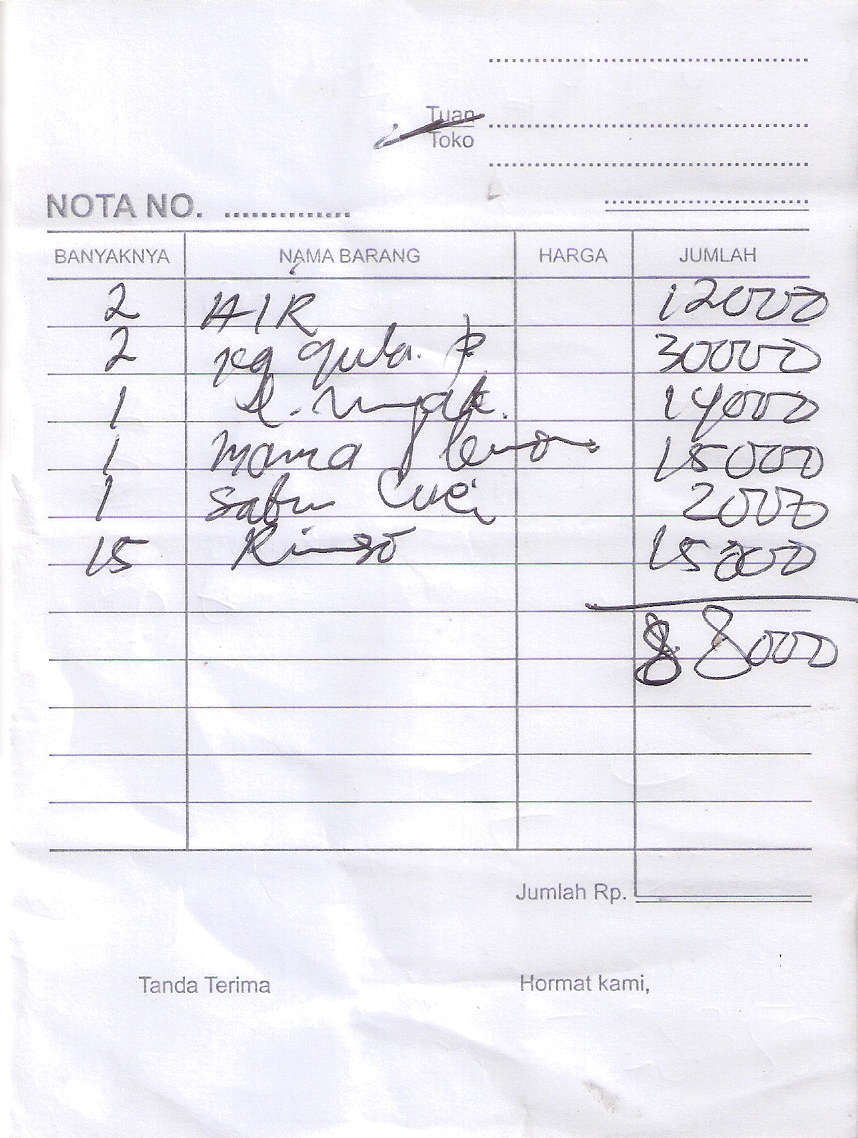 Tuan
Toko
NOTA NO. ...............
BANYAKNYA NAMA BARANG HARGA JUMLAH
2 AIR 12000
2 kg gula. P 30000
1 14000
1 mama lemon 15000
1 sabun Cuci 2000
15 Rinso 15000
88000
Jumlah Rp.
Tanda Terima Hormat kami,